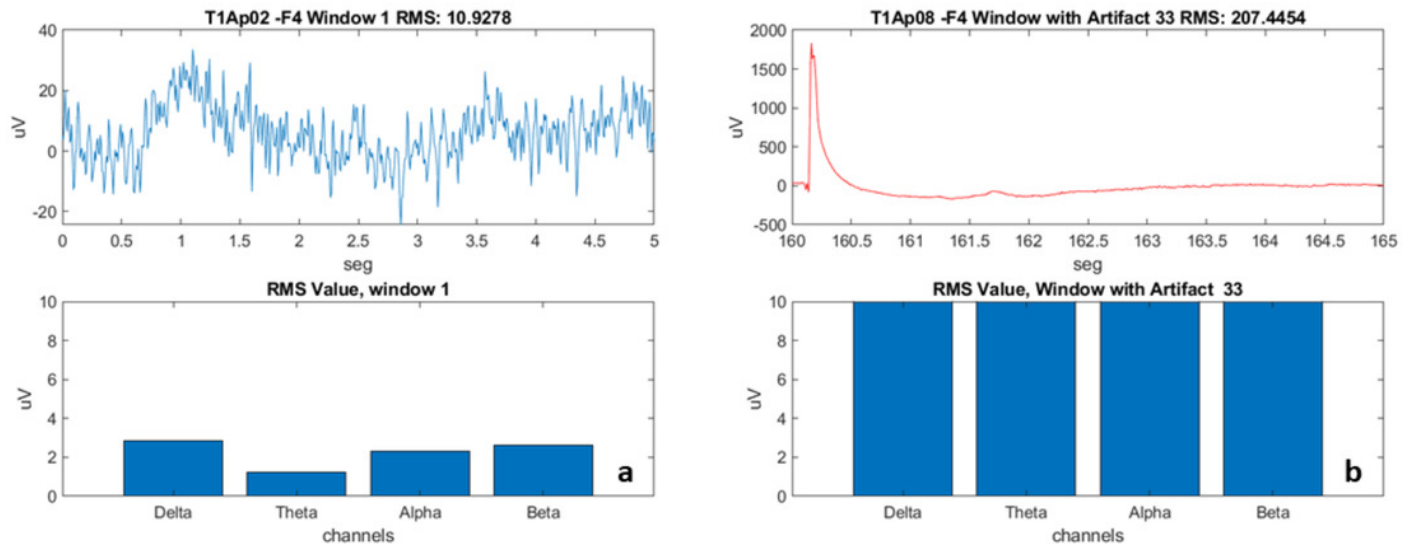 T1Ap02 -F4 Window 1 RMS: 10.9278
40
20
0
-20
uV
0 0.5 1 1.5 2 2.5 3 3.5 4 4.5 5
seg
T1Ap08 -F4 Window with Artifact 33 RMS: 207.4454
2000
1500
1000
500
0
-500
uV
160 160.5 161 161.5 162 162.5 163 163.5 164 164.5 165
seg
RMS Value, window 1
10
8
6
4
2
0
uV
Delta Theta Alpha Beta
channels
a
RMS Value, Window with Artifact 33
10
8
6
4
2
0
uV
Delta Theta Alpha Beta
channels
b